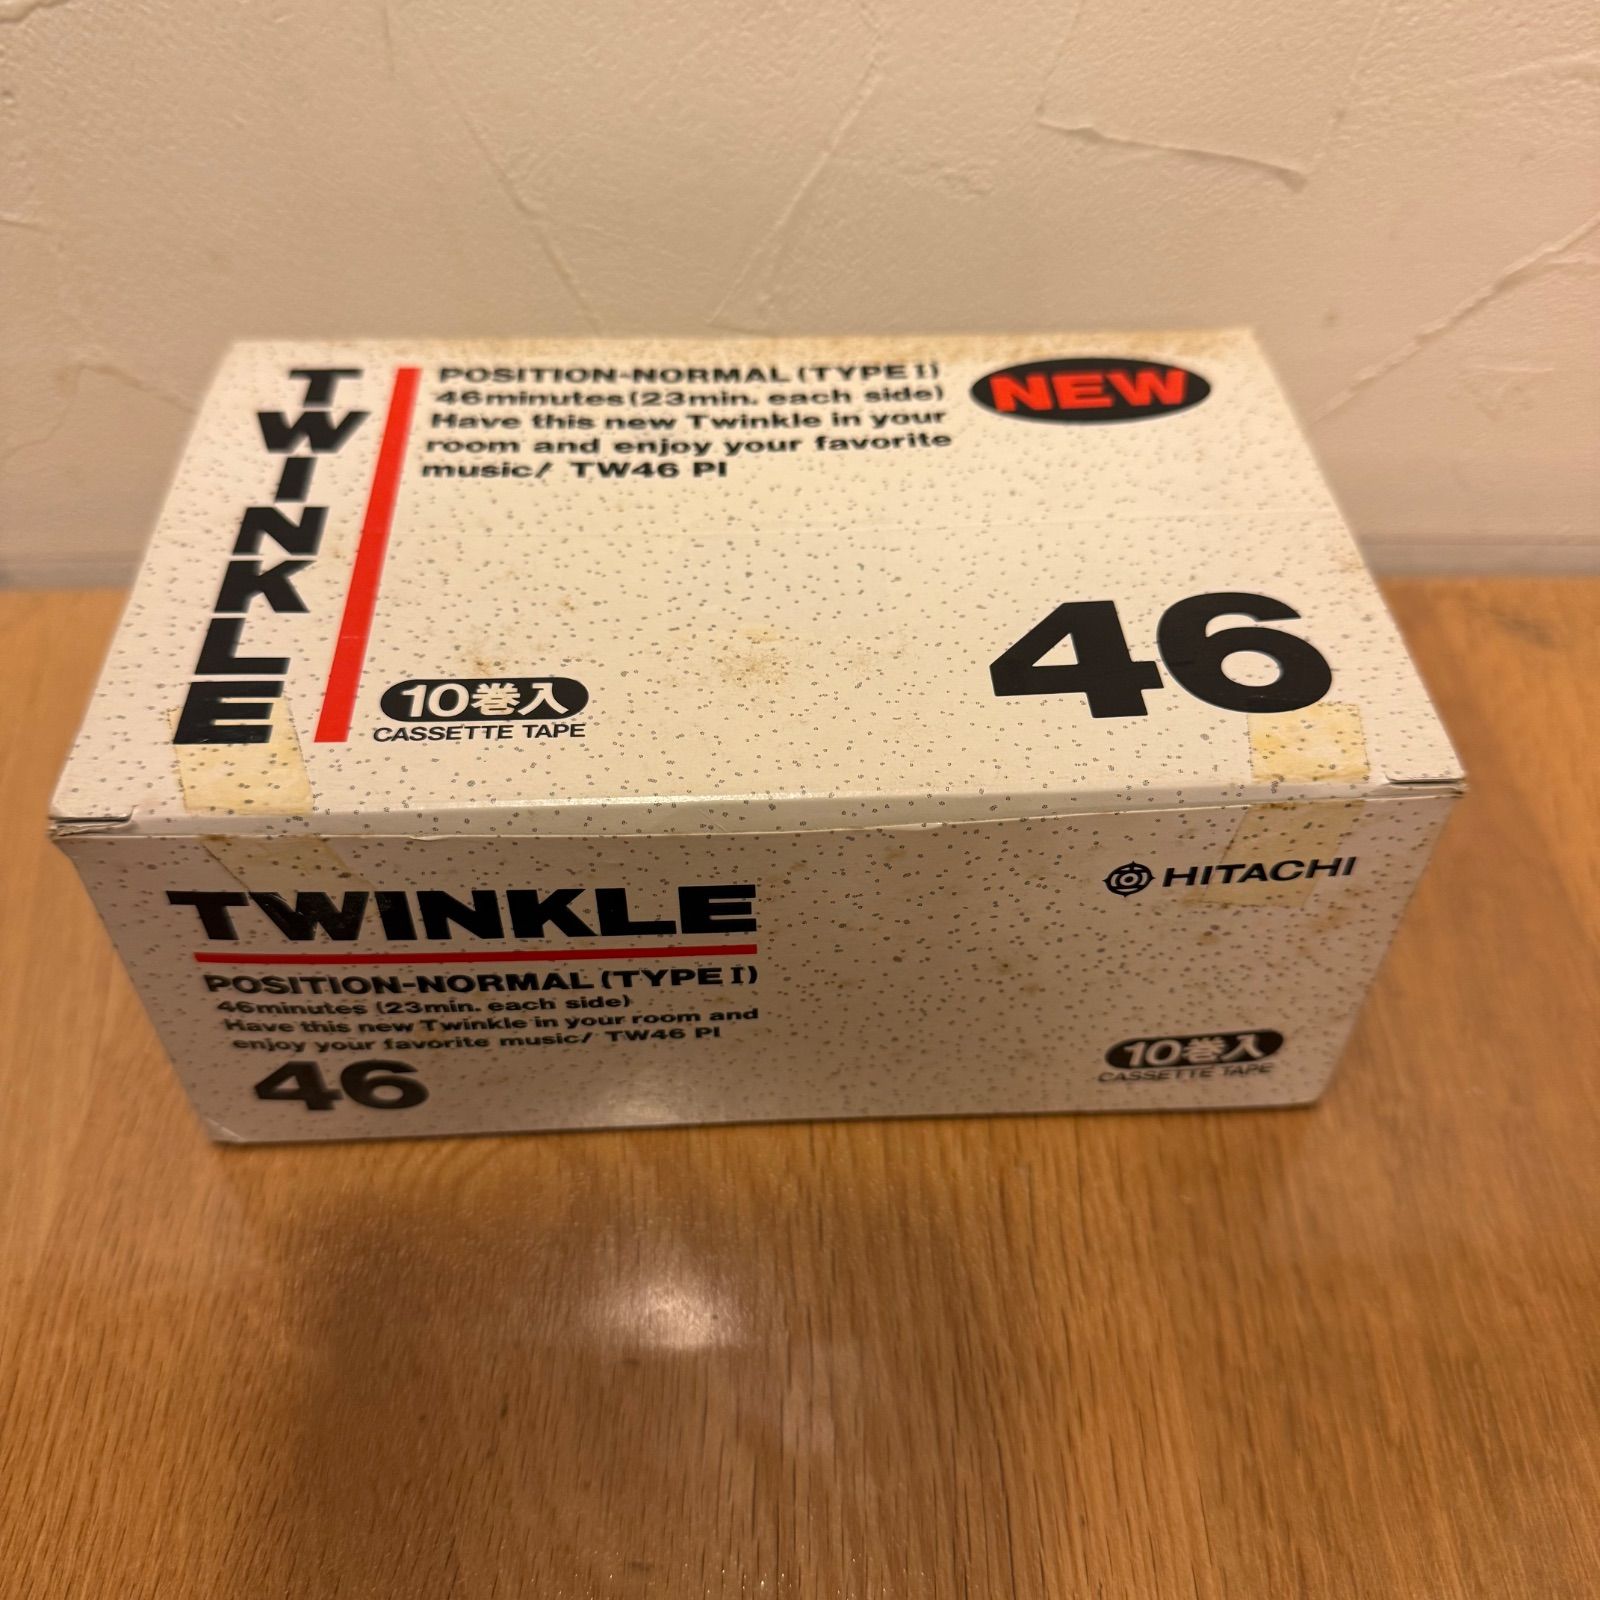 TWINKLE
POSITION-NORMAL (TYPE I)
46minutes (23min. each side)
Have this new Twinkle in your
room and enjoy your favorite
music/ TW46 PI
NEW
46
10巻入
CASSETTE TAPE
TWINKLE
HITACHI
POSITION-NORMAL (TYPE I)
46minutes (23min. each side)
Have this new Twinkle in your room and
enjoy your favorite music/ TW46 PI
46
10巻入
CASSETTE TAPE